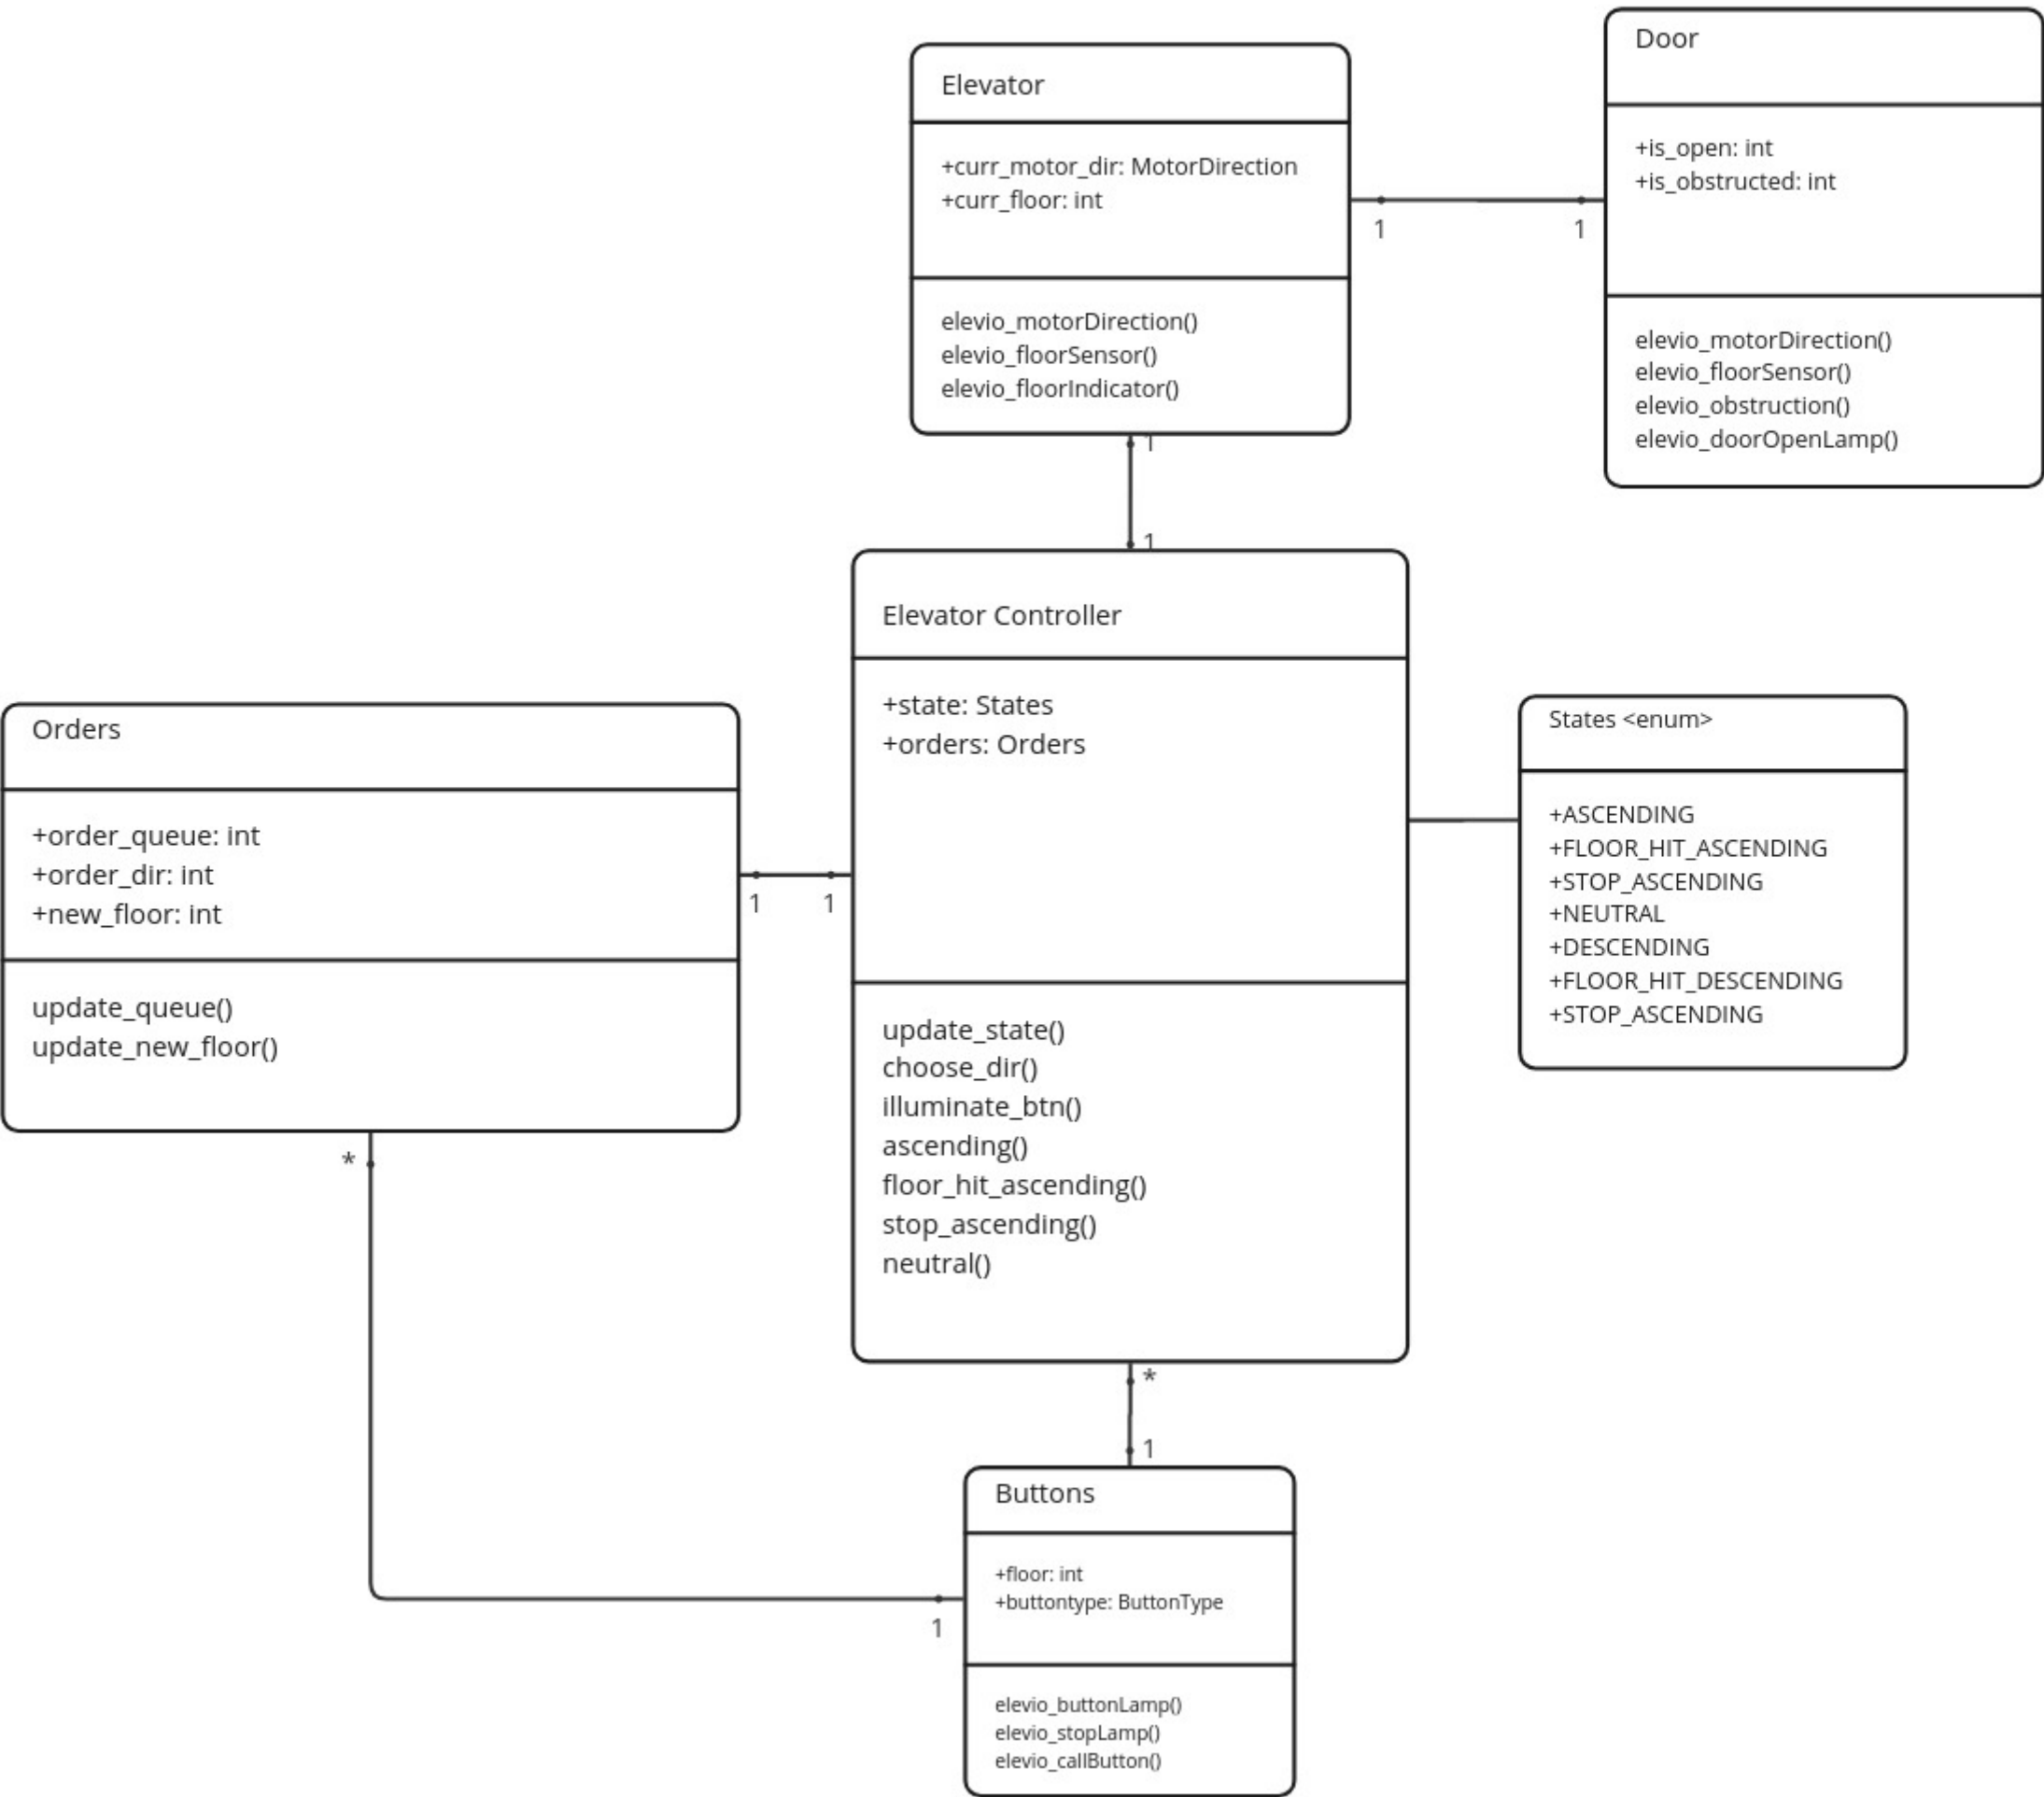 Elevator
+curr_motor_dir: MotorDirection
+curr_floor: int
elevio_motorDirection()
elevio_floorSensor()
elevio_floorIndicator()
1
1
Door
+is_open: int
+is_obstructed: int
elevio_motorDirection()
elevio_floorSensor()
elevio_obstruction()
elevio_doorOpenLamp()
1
1
Elevator Controller
+state: States
+orders: Orders
update_state()
choose_dir()
illuminate_btn()
ascending()
floor_hit_ascending()
stop_ascending()
neutral()
Orders
+order_queue: int
+order_dir: int
+new_floor: int
update_queue()
update_new_floor()
1
1
States <enum>
+ASCENDING
+FLOOR_HIT_ASCENDING
+STOP_ASCENDING
+NEUTRAL
+DESCENDING
+FLOOR_HIT_DESCENDING
+STOP_ASCENDING
*
*
1
1
Buttons
+floor: int
+buttontype: ButtonType
elevio_buttonLamp()
elevio_stopLamp()
elevio_callButton()